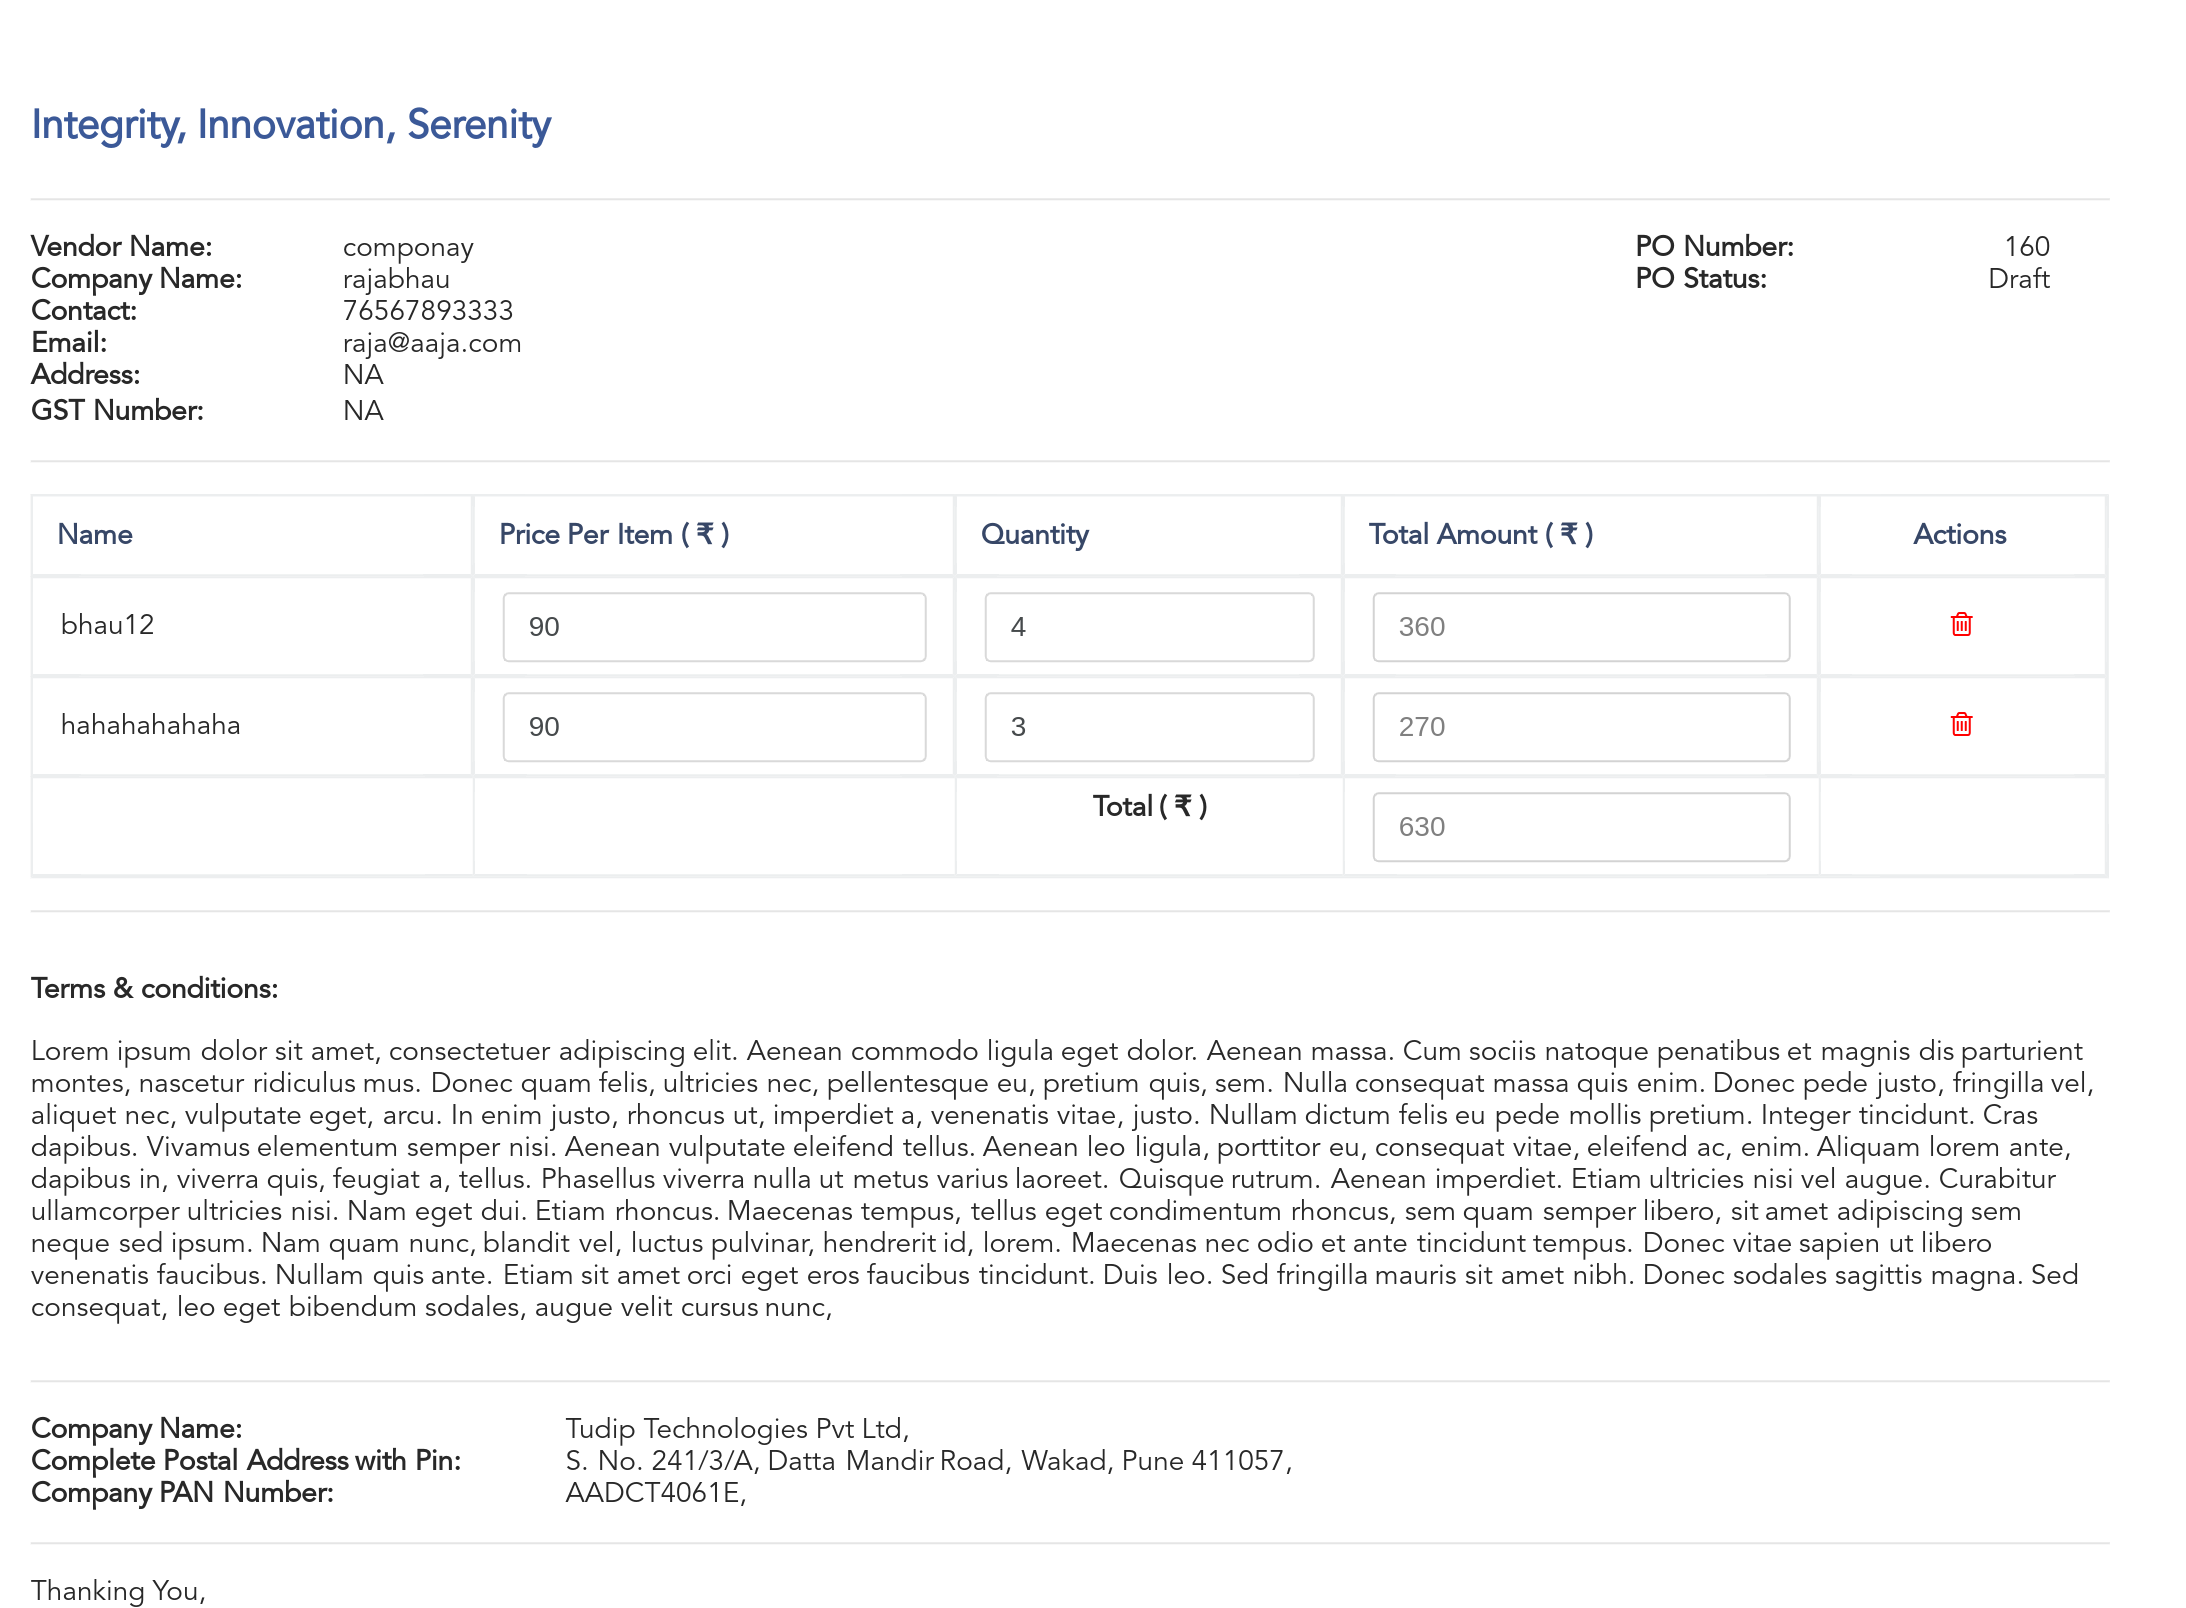 Integrity, Innovation, Serenity
Vendor Name: componay PO Number: 160
Company Name: rajabhau PO Status: Draft
Contact: 76567893333
Email: raja@aaja.com
Address: NA
GST Number: NA
Name Price Per Item ( ₹ ) Quantity Total Amount ( ₹ ) Actions
bhau12 90 4 360
hahahahahaha 90 3 270
Total ( ₹ ) 630
Terms & conditions:
Lorem ipsum dolor sit amet, consectetuer adipiscing elit. Aenean commodo ligula eget dolor. Aenean massa. Cum sociis natoque penatibus et magnis dis parturient
montes, nascetur ridiculus mus. Donec quam felis, ultricies nec, pellentesque eu, pretium quis, sem. Nulla consequat massa quis enim. Donec pede justo, fringilla vel,
aliquet nec, vulputate eget, arcu. In enim justo, rhoncus ut, imperdiet a, venenatis vitae, justo. Nullam dictum felis eu pede mollis pretium. Integer tincidunt. Cras
dapibus. Vivamus elementum semper nisi. Aenean vulputate eleifend tellus. Aenean leo ligula, porttitor eu, consequat vitae, eleifend ac, enim. Aliquam lorem ante,
dapibus in, viverra quis, feugiat a, tellus. Phasellus viverra nulla ut metus varius laoreet. Quisque rutrum. Aenean imperdiet. Etiam ultricies nisi vel augue. Curabitur
ullamcorper ultricies nisi. Nam eget dui. Etiam rhoncus. Maecenas tempus, tellus eget condimentum rhoncus, sem quam semper libero, sit amet adipiscing sem
neque sed ipsum. Nam quam nunc, blandit vel, luctus pulvinar, hendrerit id, lorem. Maecenas nec odio et ante tincidunt tempus. Donec vitae sapien ut libero
venenatis faucibus. Nullam quis ante. Etiam sit amet orci eget eros faucibus tincidunt. Duis leo. Sed fringilla mauris sit amet nibh. Donec sodales sagittis magna. Sed
consequat, leo eget bibendum sodales, augue velit cursus nunc,
Company Name: Tudip Technologies Pvt Ltd,
Complete Postal Address with Pin: S. No. 241/3/A, Datta Mandir Road, Wakad, Pune 411057,
Company PAN Number: AADCT4061E,
Thanking You,